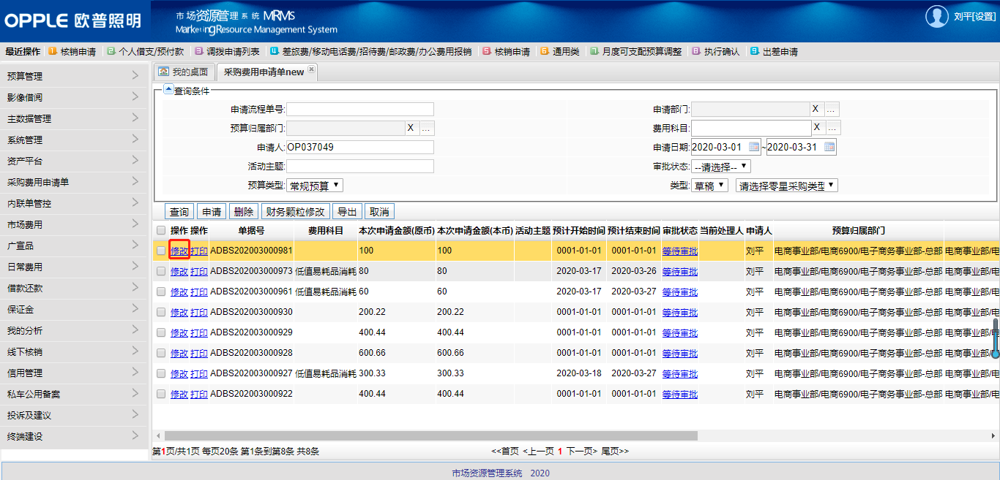 OPPLE 欧普照明
市场资源管理系统 MRMS
Marketing Resource Management System
刘平[设置]
最近操作 1 核销申请 2 个人借支/预付款 3 调拨申请列表 4 差旅费/移动电话费/招待费/邮政费/办公费用报销 5 核销申请 6 通用类 7 月度可支配预算调整 8 执行确认 9 出差申请
预算管理
影像借阅
主数据管理
系统管理
资产平台
采购费用申请单
内联单管控
市场费用
广宣品
日常费用
借款还款
保证金
我的分析
线下核销
信用管理
私车公用备案
投诉及建议
终端建设
我的桌面 采购费用申请单new
查询条件
申请流程单号: 申请部门: X ...
预算归属部门: X ... 费用科目: X ...
申请人: OP037049 申请日期: 2020-03-01 ~ 2020-03-31
活动主题: 审批状态: --请选择--
预算类型: 常规预算 类型: 草稿 请选择零星采购类型
查询 申请 删除 财务颗粒修改 导出 取消
操作 操作 单据号 费用科目 本次申请金额(原币) 本次申请金额(本币) 活动主题 预计开始时间 预计结束时间 审批状态 当前处理人 申请人 预算归属部门
修改 打印 ADBS202003000981 100 100 0001-01-01 0001-01-01 等待审批 刘平 电商事业部/电商6900/电子商务事业部-总部 电商事业部/电
修改 打印 ADBS202003000973 低值易耗品消耗 80 80 2020-03-17 2020-03-26 等待审批 刘平 电商事业部/电商6900/电子商务事业部-总部 电商事业部/电
修改 打印 ADBS202003000961 低值易耗品消耗 60 60 2020-03-17 2020-03-27 等待审批 刘平 电商事业部/电商6900/电子商务事业部-总部 电商事业部/电
修改 打印 ADBS202003000930 200.22 200.22 0001-01-01 0001-01-01 等待审批 刘平 电商事业部/电商6900/电子商务事业部-总部 电商事业部/电
修改 打印 ADBS202003000929 400.44 400.44 0001-01-01 0001-01-01 等待审批 刘平 电商事业部/电商6900/电子商务事业部-总部 电商事业部/
修改 打印 ADBS202003000928 600.66 600.66 0001-01-01 0001-01-01 等待审批 刘平 电商事业部/电商6900/电子商务事业部-总部 电商事业部/
修改 打印 ADBS202003000927 低值易耗品消耗 300.33 300.33 2020-03-18 2020-03-27 等待审批 刘平 电商事业部/电商6900/电子商务事业部-总部 电商事业部/电
修改 打印 ADBS202003000922 400.44 400.44 0001-01-01 0001-01-01 等待审批 刘平 电商事业部/电商6900/电子商务事业部-总部 电商事业部/电
第1页/共1页 每页20条 第1条到第8条 共8条 <<首页 <上一页 1 下一页> 尾页>>
市场资源管理系统 2020